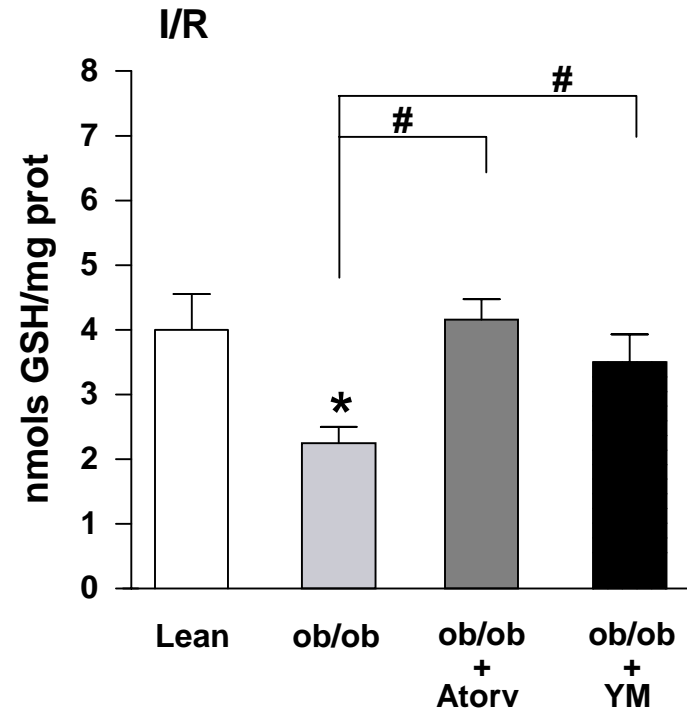 I/R
nmols GSH/mg prot
8
7
6
5
4
3
2
1
0
#
#
*
Lean
ob/ob
ob/ob
+
Atorv
ob/ob
+
YM